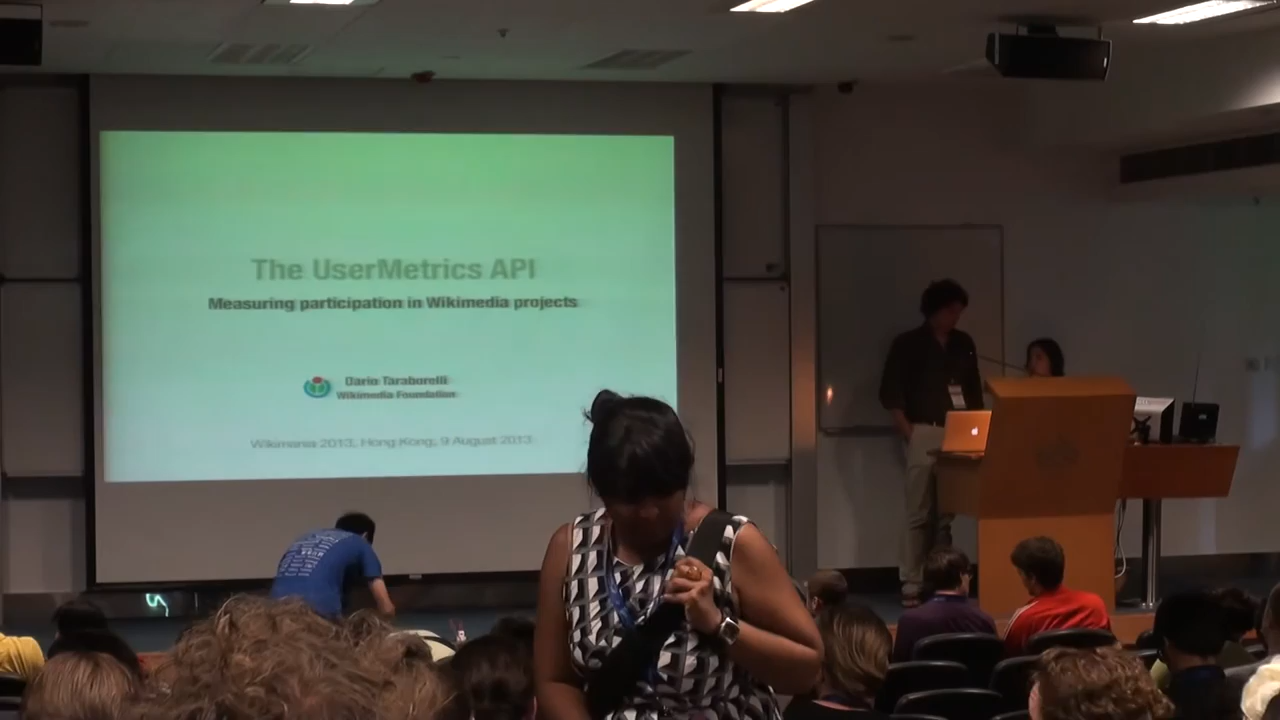 The UserMetrics API
Measuring participation in Wikimedia projects
Dario Taraborelli
Wikimedia Foundation
Wikimania 2013, Hong Kong, 9 August 2013